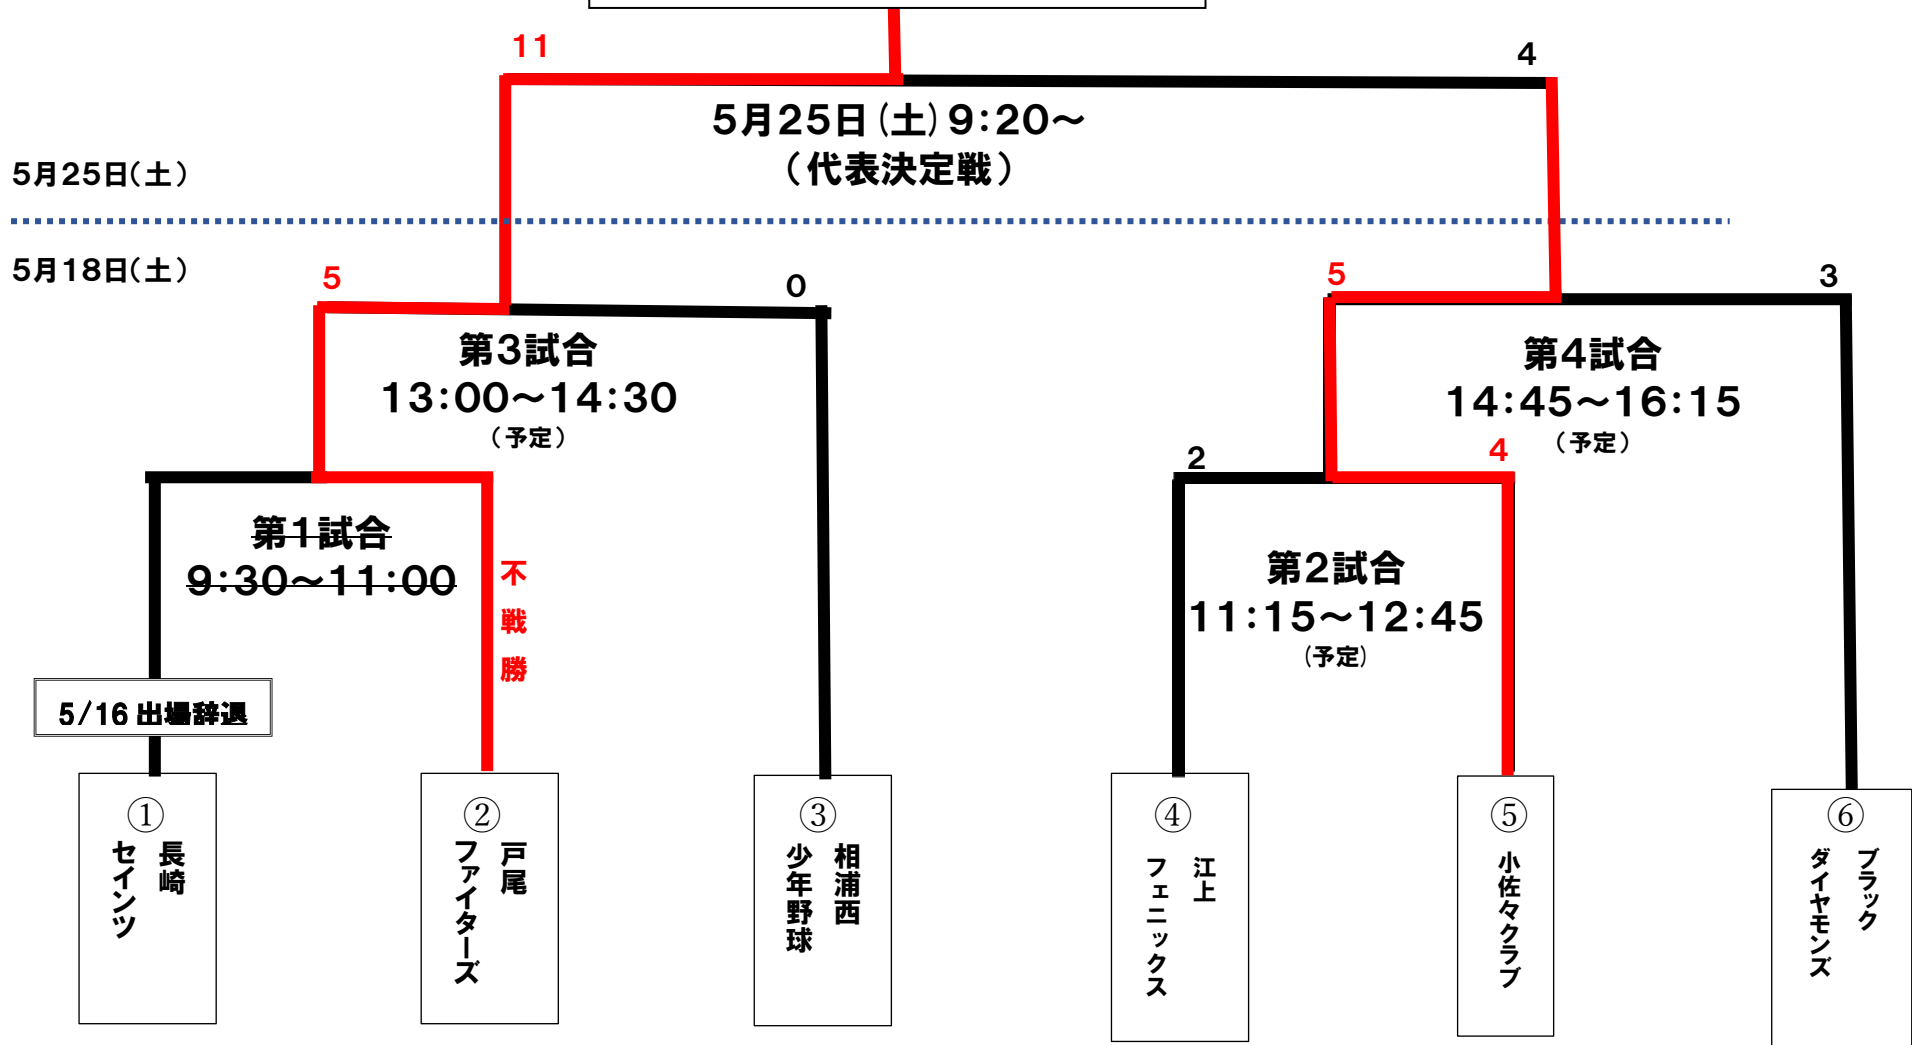 11
4
5月25日(土)9:20～
(代表決定戦)
5月25日(土)
5月18日(土)
5
0
5
3
第3試合
13:00～14:30
(予定)
第4試合
14:45～16:15
(予定)
2
4
第1試合
9:30～11:00
不戦勝
第2試合
11:15～12:45
(予定)
5/16 出場辞退
①
長崎
セインツ
②
戸尾
ファイターズ
③
相浦西
少年野球
④
江上
フェニックス
⑤
小佐々クラブ
⑥
ブラック
ダイヤモンズ